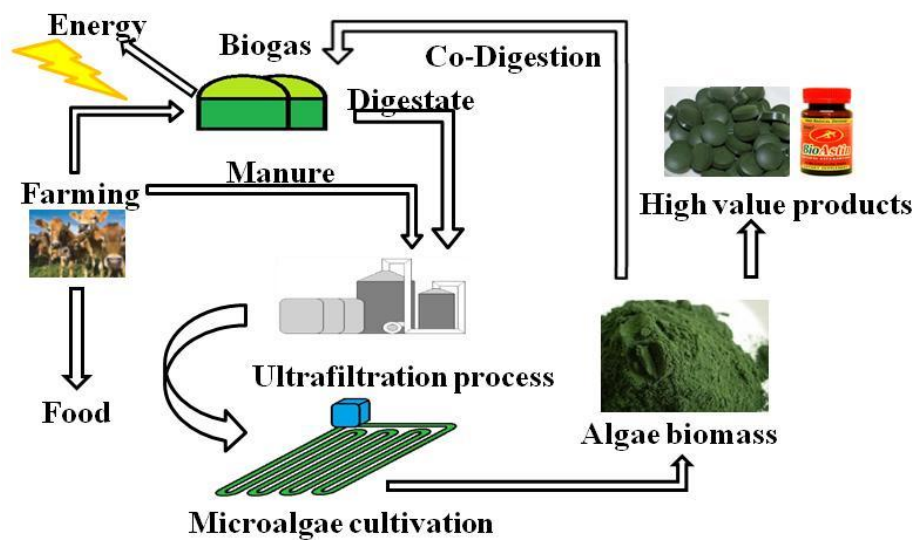 Energy
Biogas
Co-Digestion
Digestate
Manure
Farming
BioAstin
High value products
Ultrafiltration process
Food
Algae biomass
Microalgae cultivation